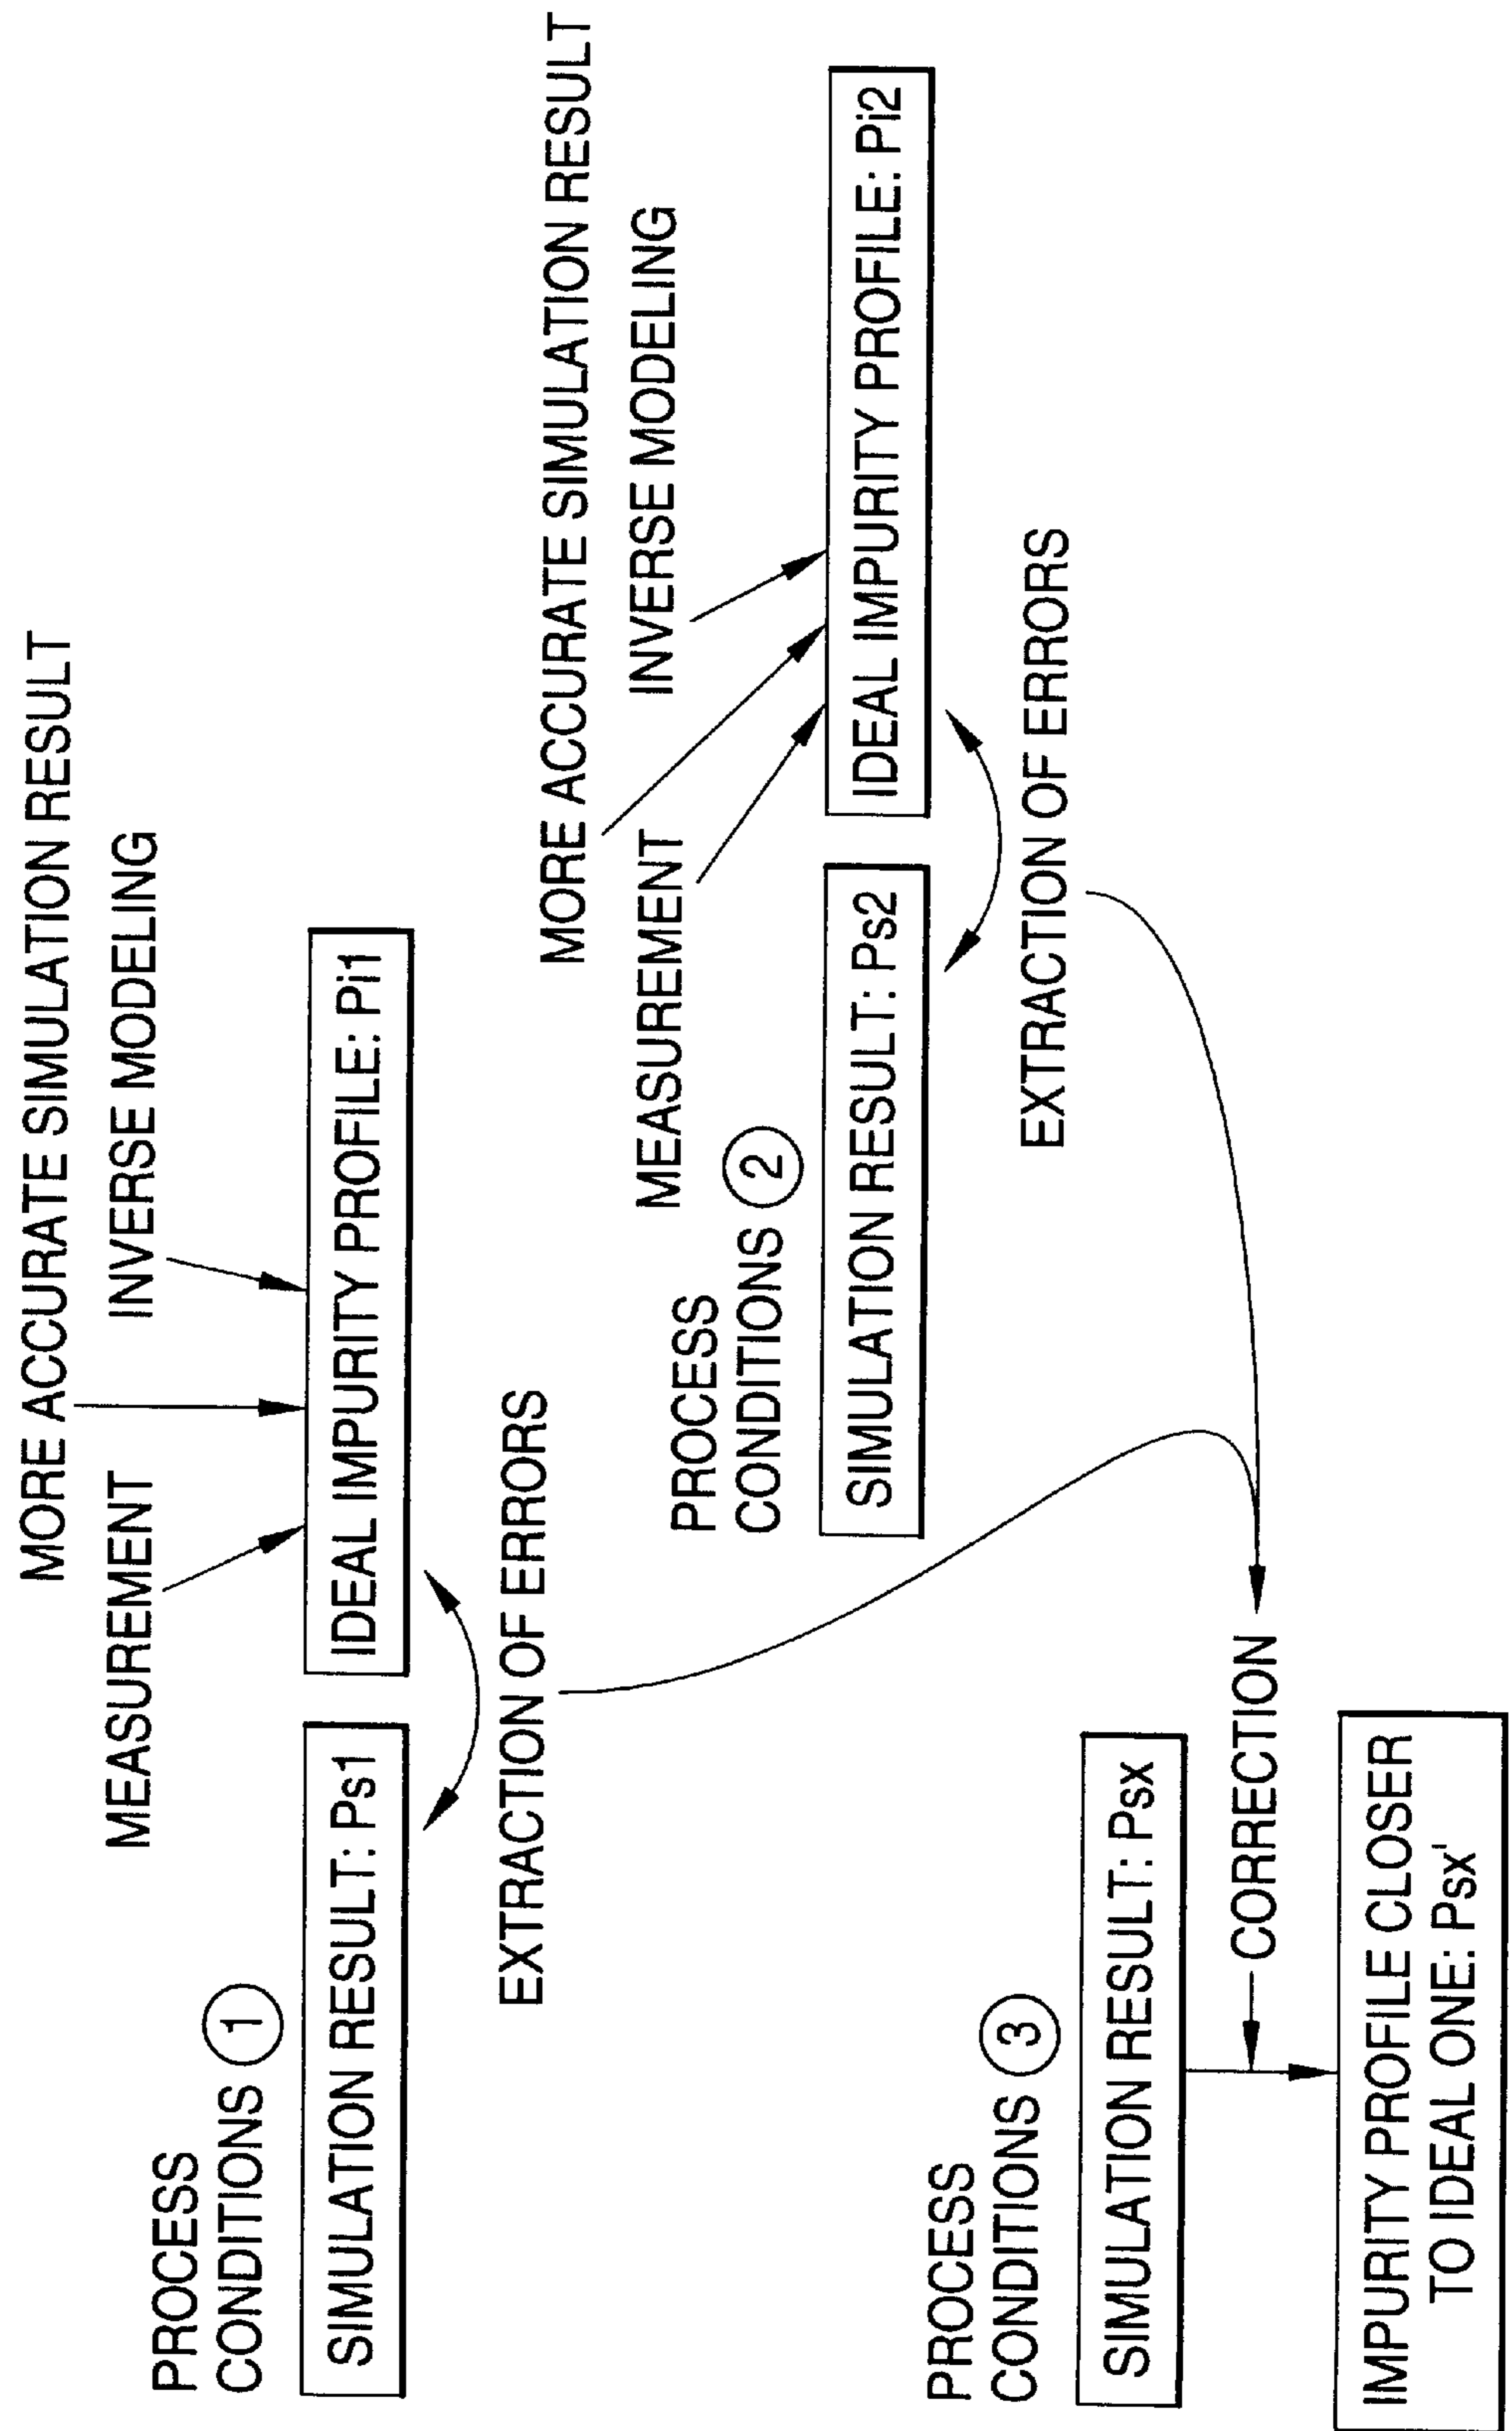 MORE ACCURATE SIMULATION RESULT
MEASUREMENT
INVERSE MODELING
PROCESS
CONDITIONS 1
SIMULATION RESULT: Ps1
IDEAL IMPURITY PROFILE: Pi1
EXTRACTION OF ERRORS
MORE ACCURATE SIMULATION RESULT
MEASUREMENT
INVERSE MODELING
PROCESS
CONDITIONS 2
SIMULATION RESULT: Ps2
IDEAL IMPURITY PROFILE: Pi2
EXTRACTION OF ERRORS
PROCESS
CONDITIONS 3
SIMULATION RESULT: Psx
CORRECTION
IMPURITY PROFILE CLOSER
TO IDEAL ONE: Psx'